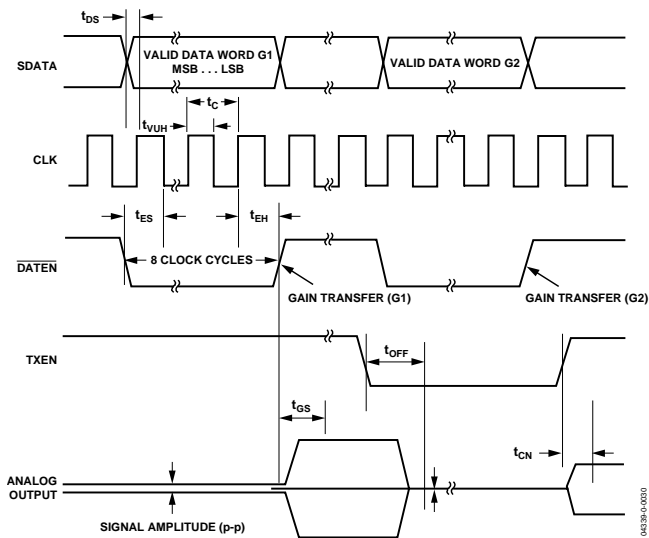 tDS
SDATA
VALID DATA WORD G1
MSB . . . LSB
VALID DATA WORD G2
tC
tVUH
CLK
tES
tEH
DATEN
8 CLOCK CYCLES
GAIN TRANSFER (G1)
GAIN TRANSFER (G2)
TXEN
tOFF
tGS
tCN
ANALOG
OUTPUT
SIGNAL AMPLITUDE (p-p)
04339-0-0030